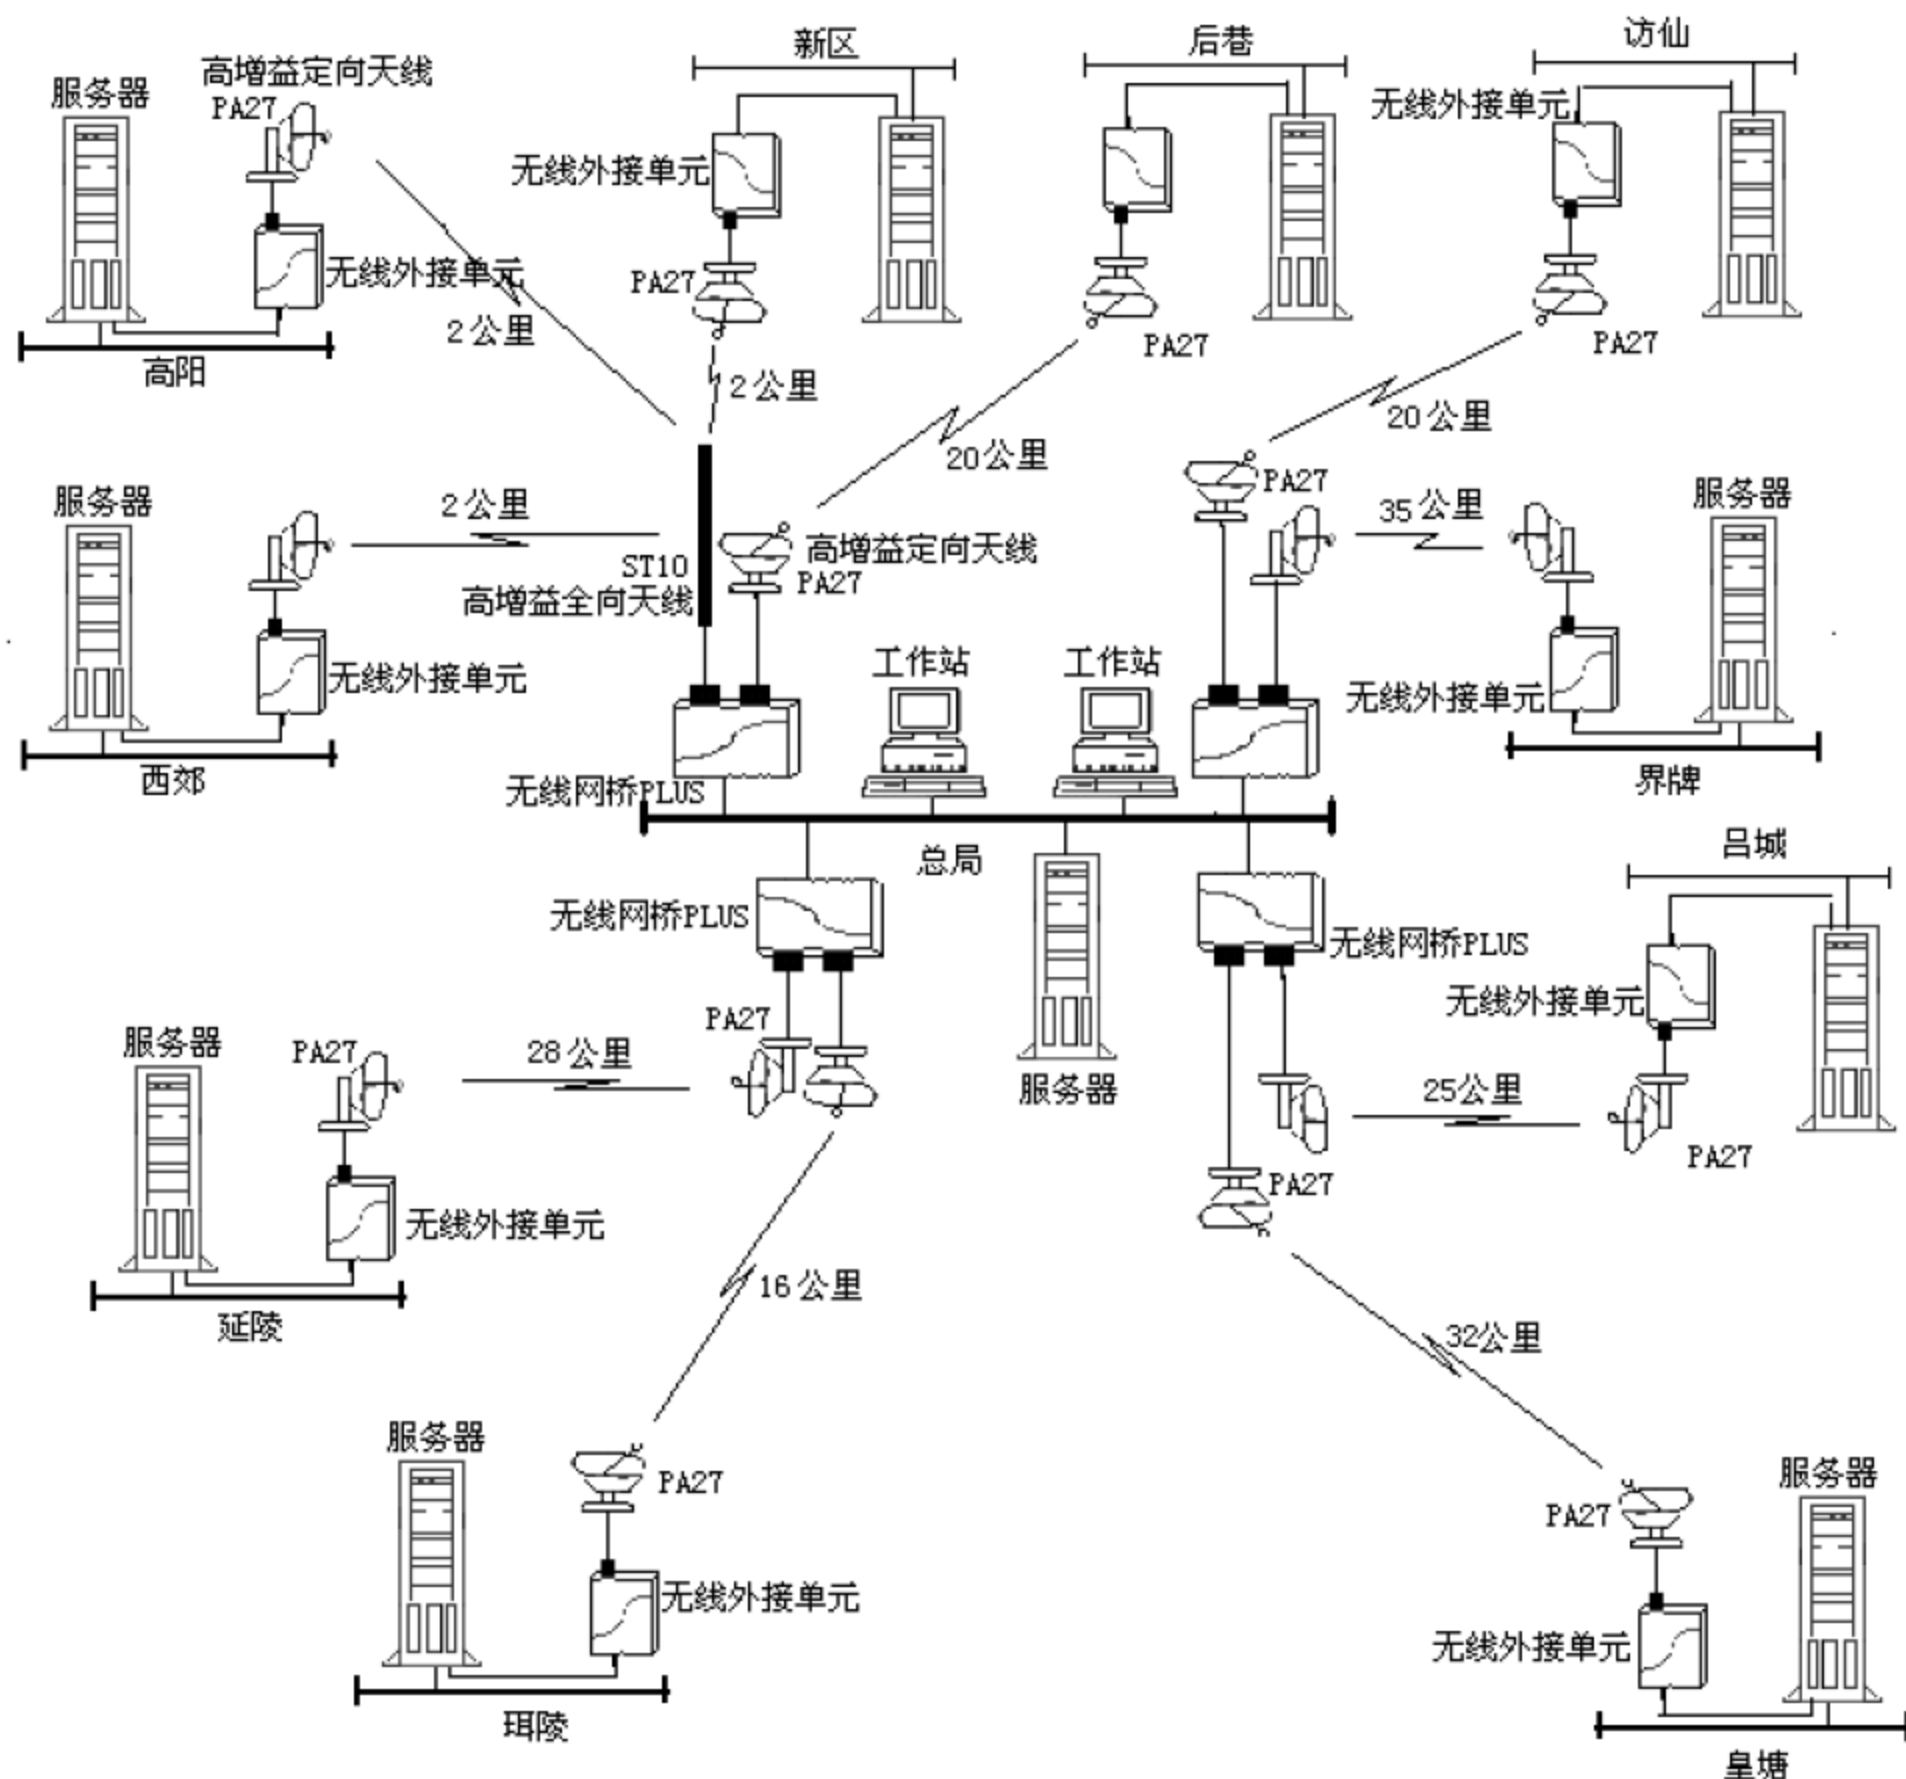 新区
后巷
访仙
高增益定向天线
PA27
服务器
无线外接单元
无线外接单元
无线外接单元
PA27
2公里
高阳
PA27
PA27
2公里
20公里
20公里
服务器
2公里
ST10
高增益全向天线
高增益定向天线
PA27
PA27
35公里
服务器
无线外接单元
西郊
工作站
工作站
无线外接单元
界牌
无线网桥PLUS
总局
吕城
无线网桥PLUS
无线网桥PLUS
无线外接单元
服务器
PA27
28公里
PA27
服务器
25公里
PA27
PA27
无线外接单元
延陵
16公里
32公里
服务器
PA27
无线外接单元
珥陵
服务器
PA27
无线外接单元
皇塘